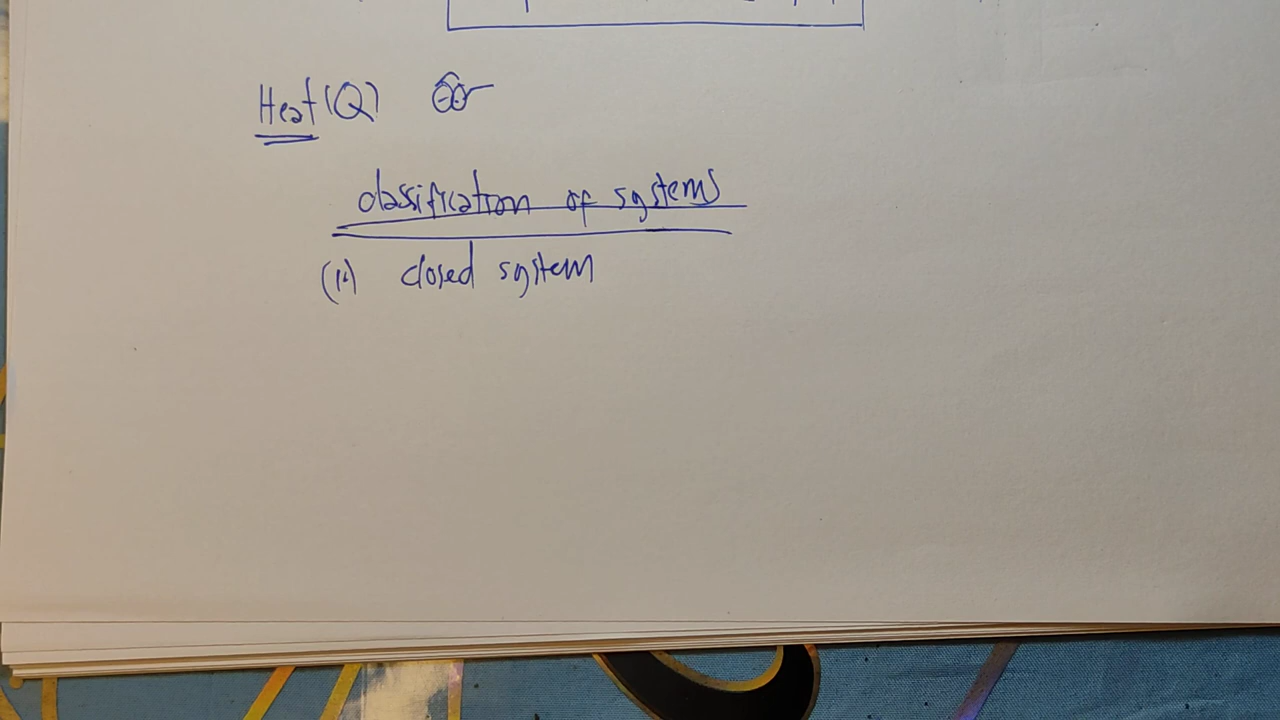 Heat (Q)
classification of systems
closed system